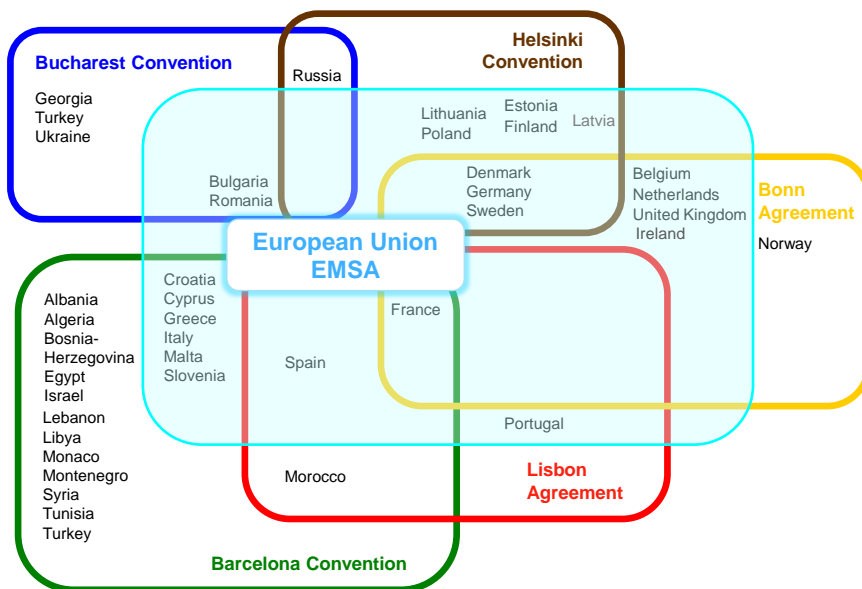 Bucharest Convention
Georgia
Turkey
Ukraine
Russia
Helsinki
Convention
Lithuania
Poland
Estonia
Finland
Latvia
Bulgaria
Romania
Denmark
Germany
Sweden
Belgium
Netherlands
United Kingdom
Ireland
Bonn
Agreement
Norway
European Union
EMSA
Albania
Algeria
Bosnia-
Herzegovina
Egypt
Israel
Lebanon
Libya
Monaco
Montenegro
Syria
Tunisia
Turkey
Croatia
Cyprus
Greece
Italy
Malta
Slovenia
Spain
France
Portugal
Morocco
Lisbon
Agreement
Barcelona Convention